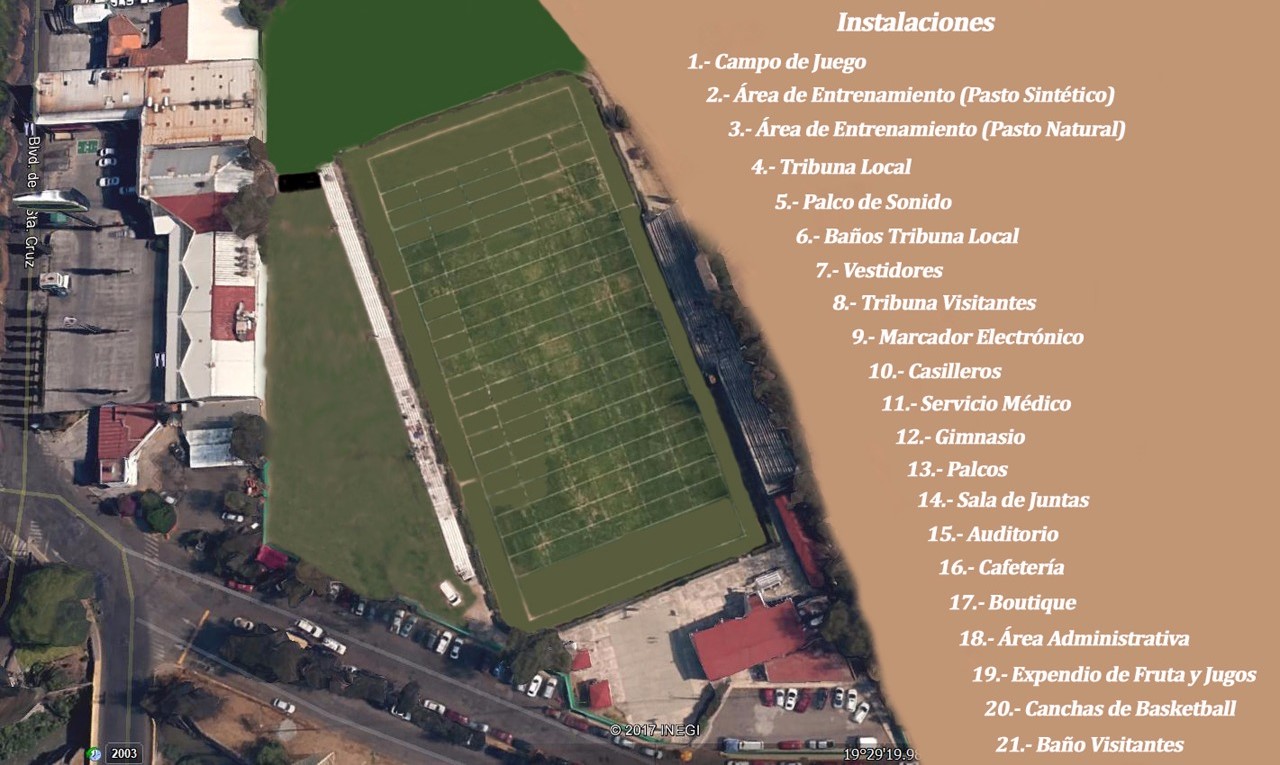 Instalaciones
1.- Campo de Juego
2.- Área de Entrenamiento (Pasto Sintético)
3.- Área de Entrenamiento (Pasto Natural)
4.- Tribuna Local
5.- Palco de Sonido
6.- Baños Tribuna Local
7.- Vestidores
8.- Tribuna Visitantes
9.- Marcador Electrónico
10.- Casilleros
11.- Servicio Médico
12.- Gimnasio
13.- Palcos
14.- Sala de Juntas
15.- Auditorio
16.- Cafetería
17.- Boutique
18.- Área Administrativa
19.- Expendio de Fruta y Jugos
20.- Canchas de Basketball
21.- Baño Visitantes
Blvd. de Sta. Cruz
© 2017 INEGI
2003
19°29'19.9